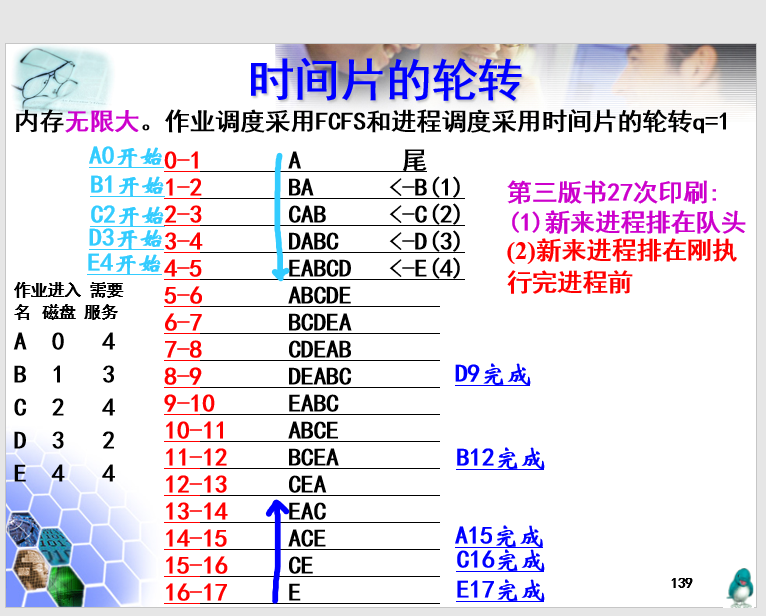 时间片的轮转
内存无限大。作业调度采用FCFS和进程调度采用时间片的轮转q=1
A0开始 0-1 A 尾
B1开始 1-2 BA <-B(1)
C2开始 2-3 CAB <-C(2)
D3开始 3-4 DABC <-D(3)
E4开始 4-5 EABCD <-E(4)
5-6 ABCDE
6-7 BCDEA
7-8 CDEAB
8-9 DEABC D9完成
9-10 EABC
10-11 ABCE
11-12 BCEA B12完成
12-13 CEA
13-14 EAC
14-15 ACE A15完成
15-16 CE C16完成
16-17 E E17完成
第三版书27次印刷:
(1)新来进程排在队头
(2)新来进程排在刚执
行完进程前
作业进入 需要
名 磁盘 服务
A 0 4
B 1 3
C 2 4
D 3 2
E 4 4
139